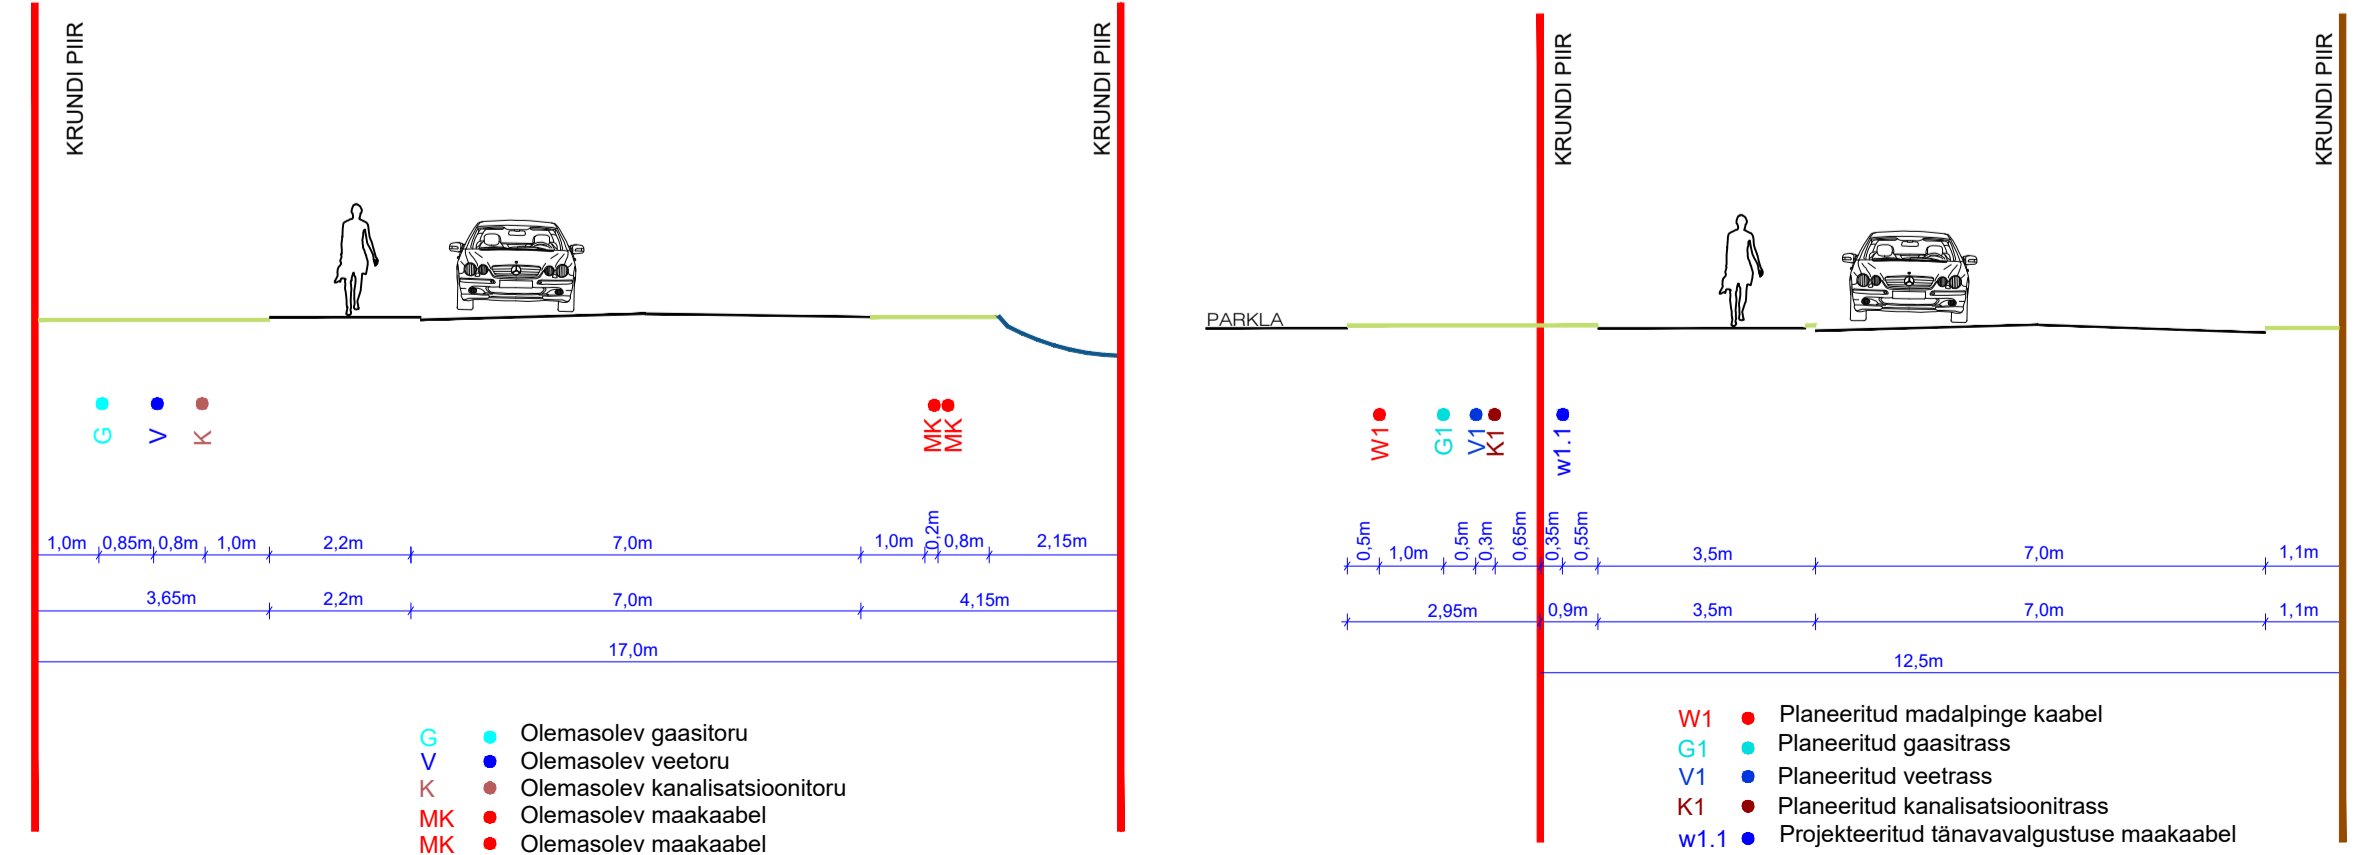 KRUNDI PIIR
KRUNDI PIIR
G
V
K
MK
MK
1,0m
0,85m
0,8m
1,0m
2,2m
7,0m
1,0m
0,2m
0,8m
2,15m
3,65m
2,2m
7,0m
4,15m
17,0m
G Olemasolev gaasitoru
V Olemasolev veetoru
K Olemasolev kanalisatsioonitoru
MK Olemasolev maakaabel
MK Olemasolev maakaabel
KRUNDI PIIR
KRUNDI PIIR
PARKLA
W1
G1
V1
K1
w1.1
0,5m
1,0m
0,5m
0,3m
0,65m
0,35m
0,55m
3,5m
7,0m
1,1m
2,95m
0,9m
3,5m
7,0m
1,1m
12,5m
W1 Planeeritud madalpinge kaabel
G1 Planeeritud gaasitrass
V1 Planeeritud veetrass
K1 Planeeritud kanalisatsioonitrass
w1.1 Projekteeritud tänavavalgustuse maakaabel